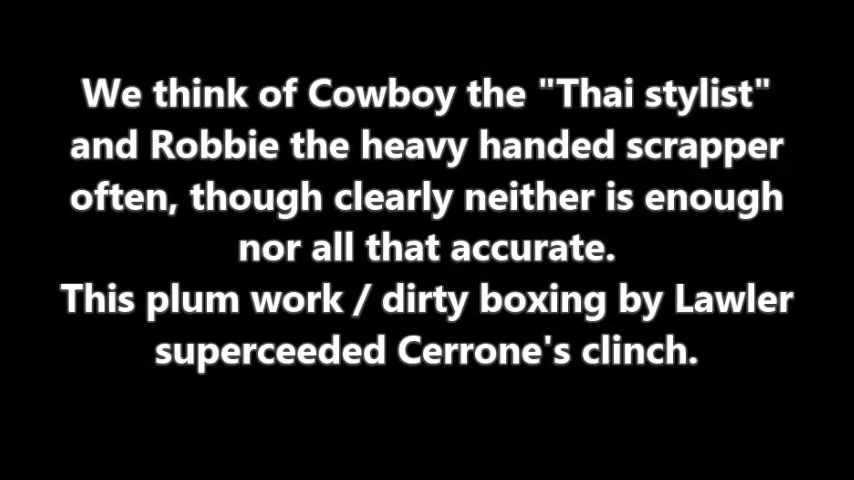 We think of Cowboy the "Thai stylist"
and Robbie the heavy handed scrapper
often, though clearly neither is enough
nor all that accurate.
This plum work / dirty boxing by Lawler
superceeded Cerrone's clinch.